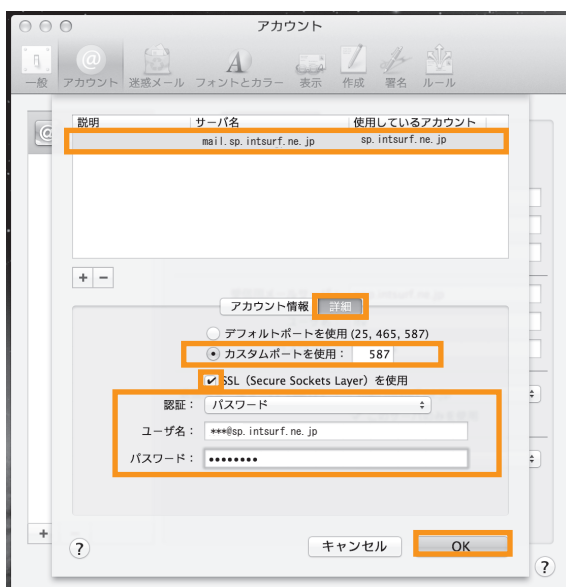 アカウント
一般 アカウント 迷惑メール フォントとカラー 表示 作成 署名 ルール
説明 サーバ名 使用しているアカウント
mail.sp.intsurf.ne.jp sp.intsurf.ne.jp
+ −
アカウント情報 詳細
デフォルトポートを使用 (25, 465, 587)
カスタムポートを使用： 587
SSL（Secure Sockets Layer）を使用
認証： パスワード
ユーザ名： ***@sp.intsurf.ne.jp
パスワード： ••••••••
+
? キャンセル OK
?